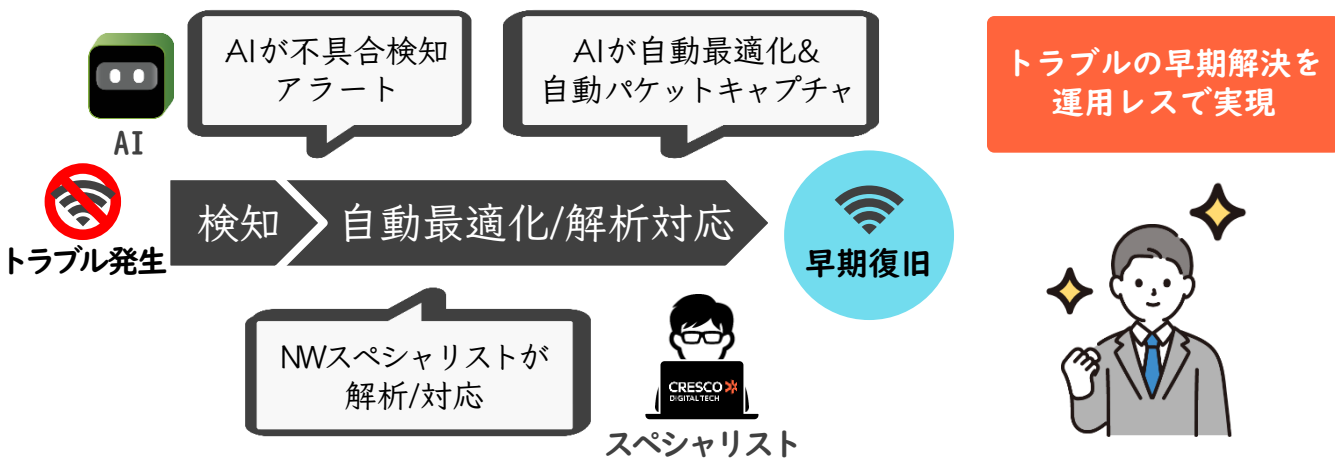 AIが不具合検知
アラート
AIが自動最適化&
自動パケットキャプチャ
トラブルの早期解決を
運用レスで実現
AI
トラブル発生
検知
自動最適化/解析対応
早期復旧
NWスペシャリストが
解析/対応
CRESCO
DIGITAL TECH
スペシャリスト